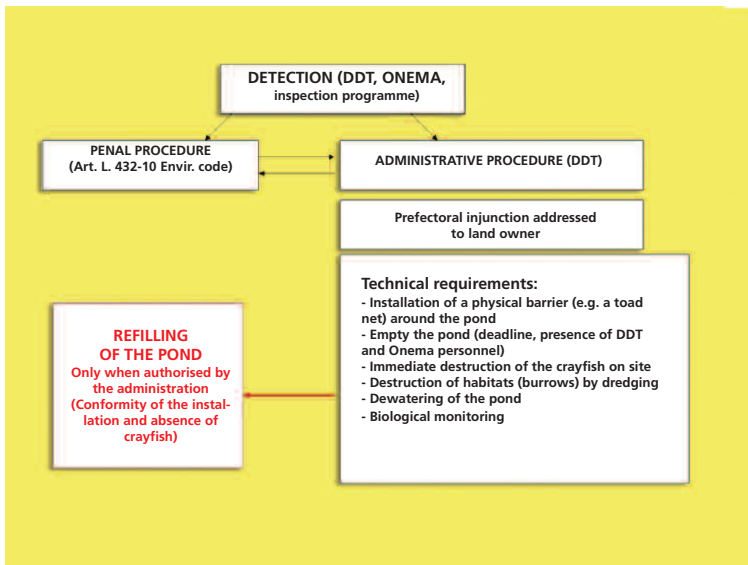 DETECTION (DDT, ONEMA,
inspection programme)
PENAL PROCEDURE
(Art. L. 432-10 Envir. code)
ADMINISTRATIVE PROCEDURE (DDT)
Prefectoral injunction addressed
to land owner
Technical requirements:
- Installation of a physical barrier (e.g. a toad
net) around the pond
- Empty the pond (deadline, presence of DDT
and Onema personnel)
- Immediate destruction of the crayfish on site
- Destruction of habitats (burrows) by dredging
- Dewatering of the pond
- Biological monitoring
REFILLING
OF THE POND
Only when authorised by
the administration
(Conformity of the instal-
lation and absence of
crayfish)